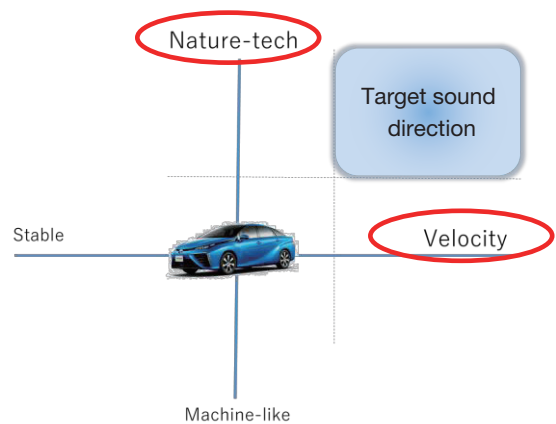 Nature-tech
Target sound
direction
Stable
Velocity
Machine-like